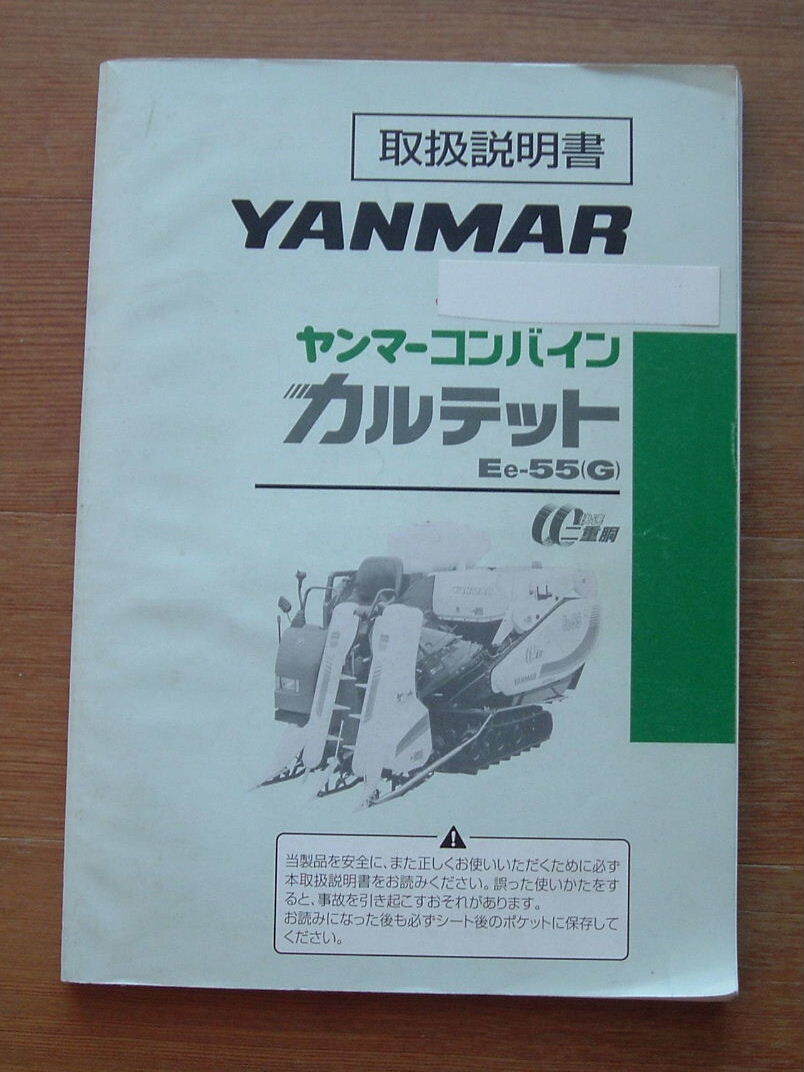 取扱説明書
YANMAR
ヤンマーコンバイン
カルテット
Ee-55(G)
二重胴
YANMAR
YANMAR
当製品を安全に、また正しくお使いいただくために必ず
本取扱説明書をお読みください。誤った使いかたをす
ると、事故を引き起こすおそれがあります。
お読みになった後も必ずシート後のポケットに保存して
ください。